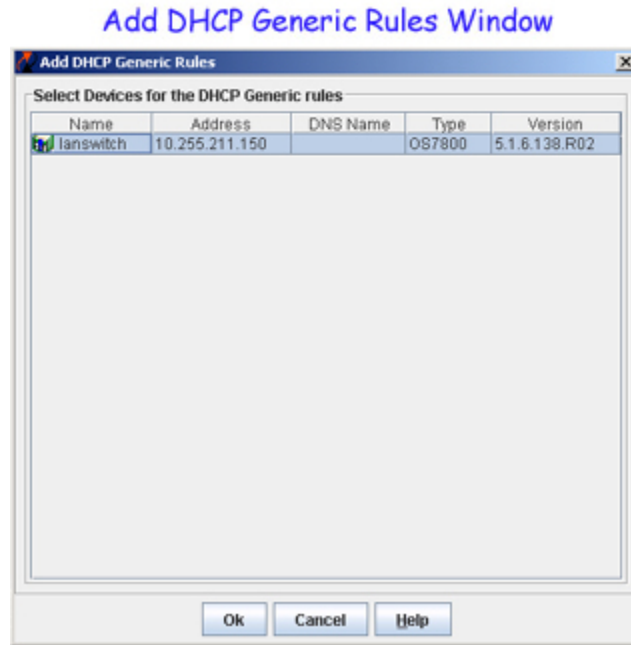 Add DHCP Generic Rules Window
Add DHCP Generic Rules
Select Devices for the DHCP Generic rules
Name Address DNS Name Type Version
lanswitch 10.255.211.150 OS7800 5.1.6.138.R02
Ok Cancel Help